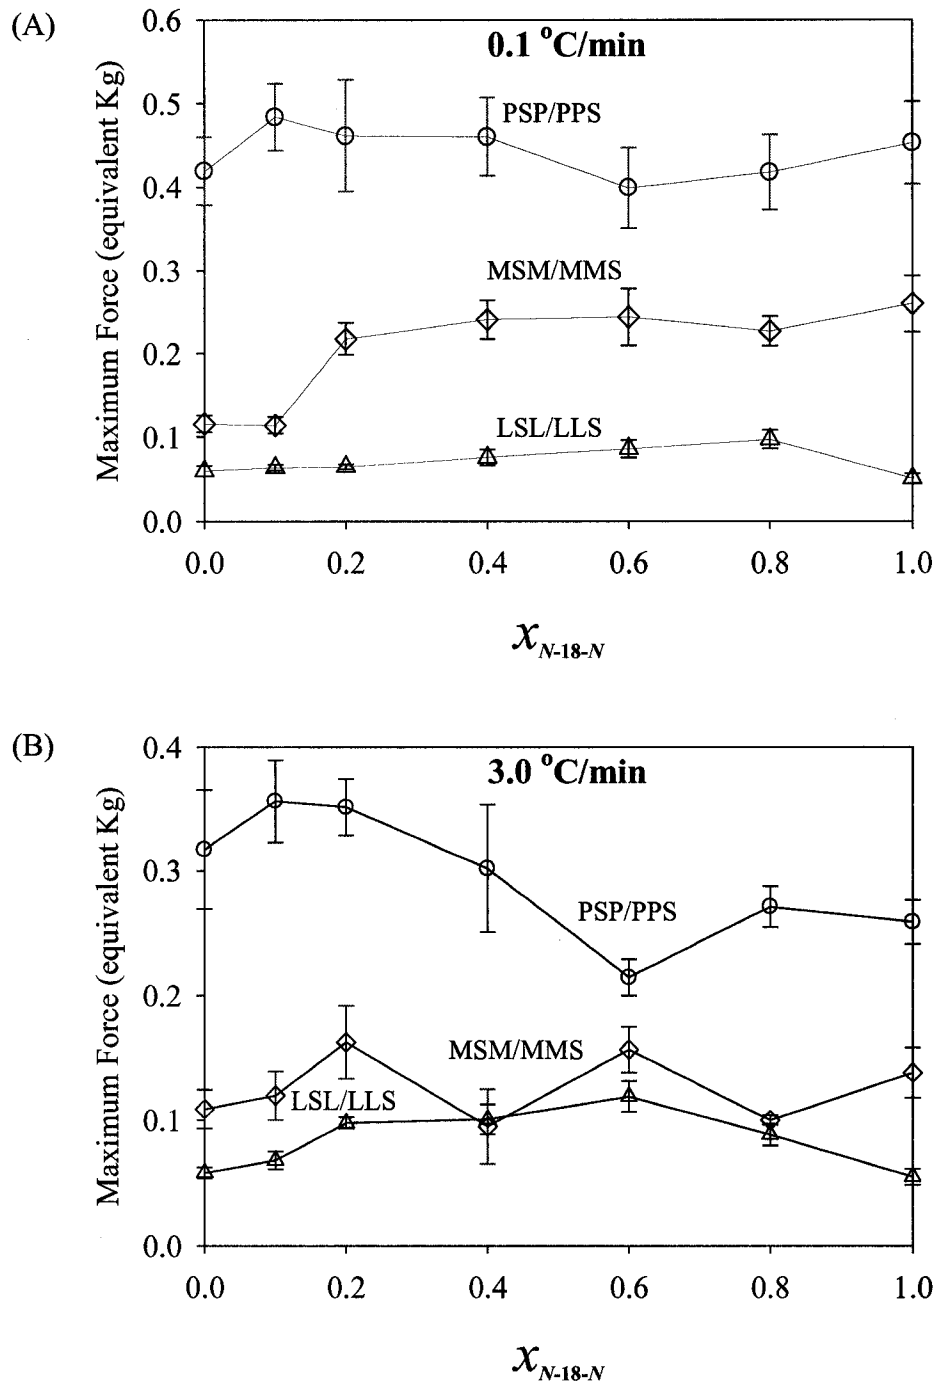 (A)
0.1 °C/min
Maximum Force (equivalent Kg)
0.6
0.5
0.4
0.3
0.2
0.1
0.0
PSP/PPS
MSM/MMS
LSL/LLS
0.0 0.2 0.4 0.6 0.8 1.0
x N-18-N
(B)
3.0 °C/min
Maximum Force (equivalent Kg)
0.4
0.3
0.2
0.1
0.0
PSP/PPS
MSM/MMS
LSL/LLS
0.0 0.2 0.4 0.6 0.8 1.0
x N-18-N